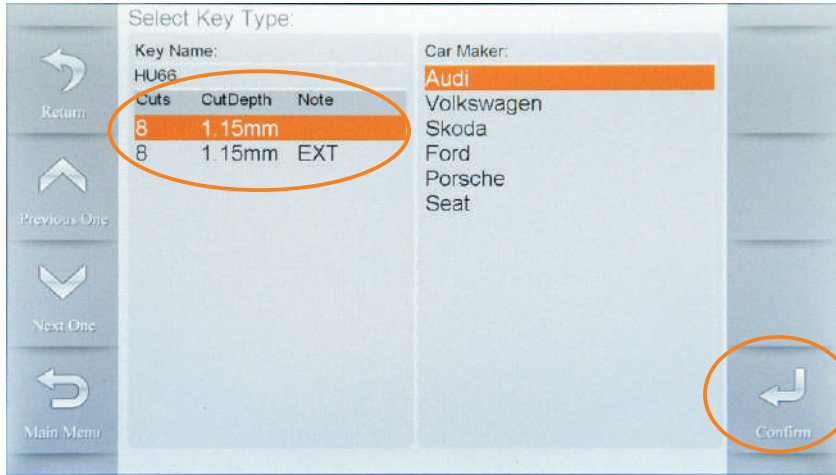 Select Key Type:
Key Name:
HU66
Cuts CutDepth Note
8 1.15mm
8 1.15mm EXT
Car Maker:
Audi
Volkswagen
Skoda
Ford
Porsche
Seat
Return
Previous One
Next One
Main Menu
Confirm